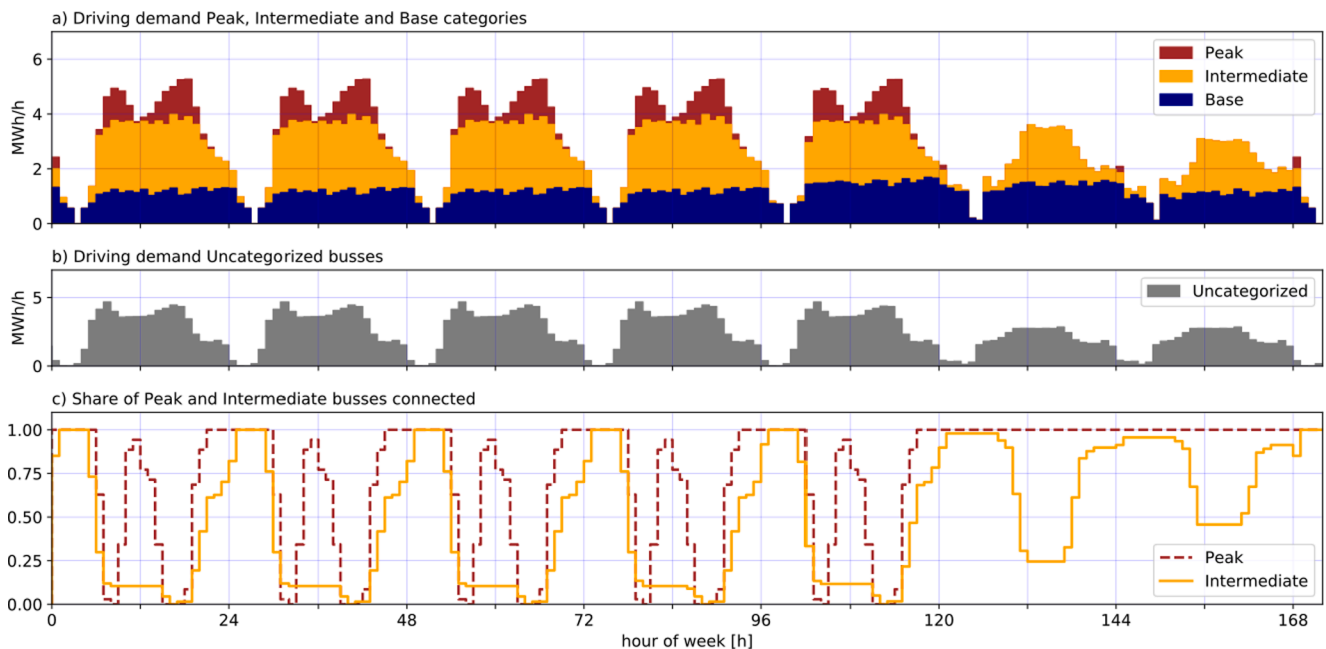 a) Driving demand Peak, Intermediate and Base categories
MWh/h
6
4
2
0
Peak
Intermediate
Base
b) Driving demand Uncategorized busses
MWh/h
5
0
Uncategorized
c) Share of Peak and Intermediate busses connected
1.00
0.75
0.50
0.25
0.00
Peak
Intermediate
0 24 48 72 96 120 144 168
hour of week [h]